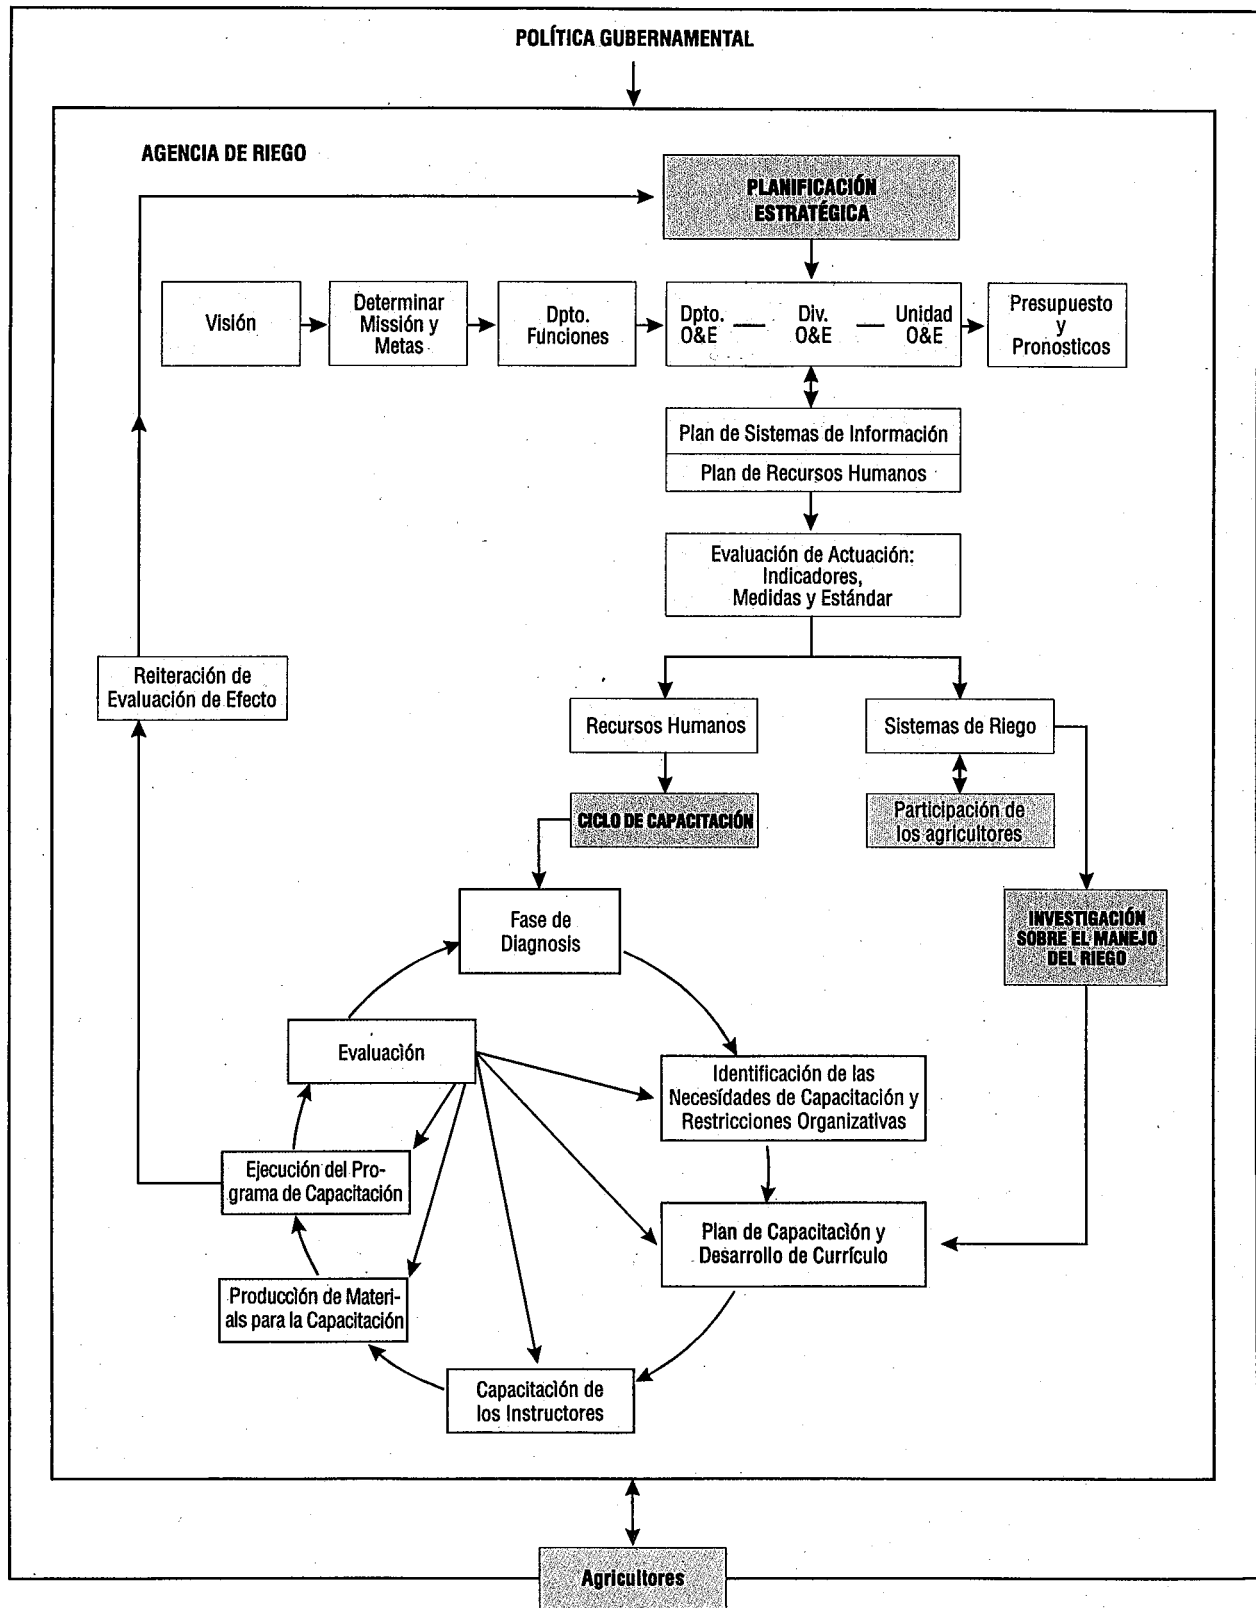 POLÍTICA GUBERNAMENTAL
AGENCIA DE RIEGO
PLANIFICACIÓN
ESTRATÉGICA
Visión
Determinar
Missión y
Metas
Dpto.
Funciones
Dpto. — Div. — Unidad
O&E O&E O&E
Presupuesto
y
Pronosticos
Plan de Sistemas de Información
Plan de Recursos Humanos
Evaluación de Actuación:
Indicadores,
Medidas y Estándar
Reiteración de
Evaluación de Efecto
Recursos Humanos
Sistemas de Riego
CICLO DE CAPACITACIÓN
Participación de
los agricultores
Fase de
Diagnosis
INVESTIGACIÓN
SOBRE EL MANEJO
DEL RIEGO
Evaluación
Identificación de las
Necesídades de Capacitación y
Restricciones Organizativas
Ejecución del Pro-
grama de Capacitación
Plan de Capacitación y
Desarrollo de Currículo
Producción de Materi-
als para la Capacitación
Capacitación de
los Instructores
Agricultores